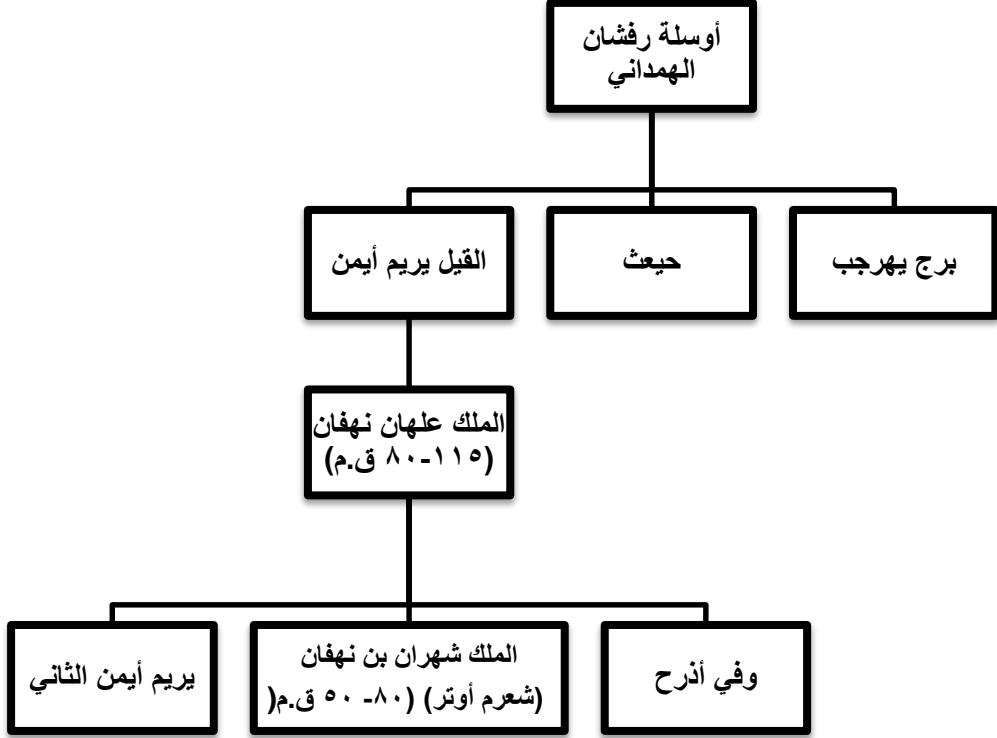 أوسلة رفشان
الهمداني
برج يهرجب
حيعث
القيل يريم أيمن
الملك علهان نهفان
(١١٥-٨٠ ق.م)
وفي أذرح
الملك شهران بن نهفان
(شعرم أوتر) (٨٠- ٥٠ ق.م(
يريم أيمن الثاني